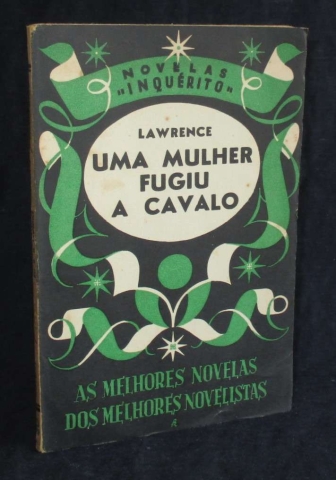 NOVELAS
"INQUÉRITO"
LAWRENCE
UMA MULHER
FUGIU
A CAVALO
AS MELHORES NOVELAS
DOS MELHORES NOVELISTAS